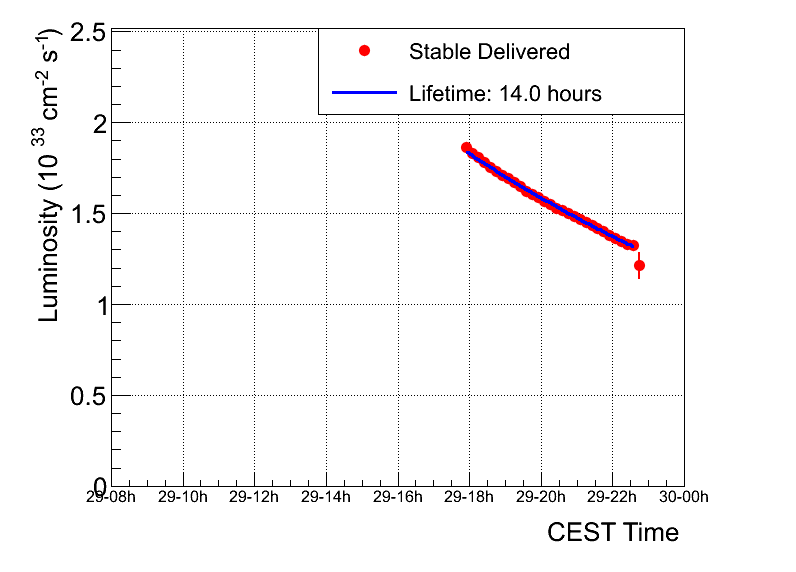 2.5
2
1.5
1
0.5
0
Luminosity (10 33 cm-2 s-1)
Stable Delivered
Lifetime: 14.0 hours
29-08h 29-10h 29-12h 29-14h 29-16h 29-18h 29-20h 29-22h 30-00h
CEST Time